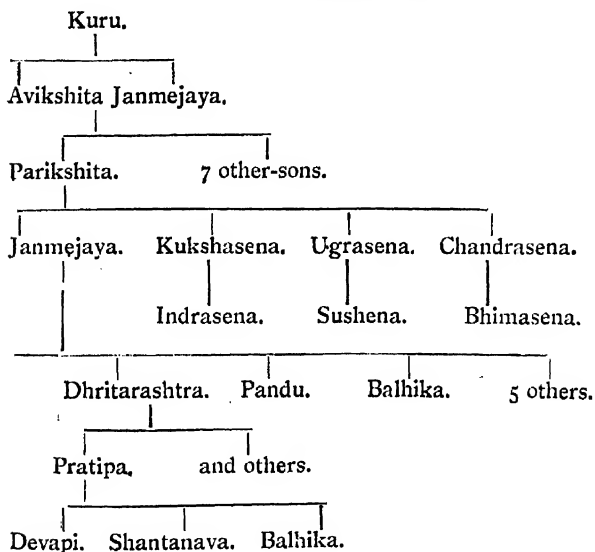 Kuru.
Avikshita Janmejaya.
Parikshita. 7 other-sons.
Janmejaya. Kukshasena. Ugrasena. Chandrasena.
Indrasena. Sushena. Bhimasena.
Dhritarashtra. Pandu. Balhika. 5 others.
Pratipa. and others.
Devapi. Shantanava. Balhika.